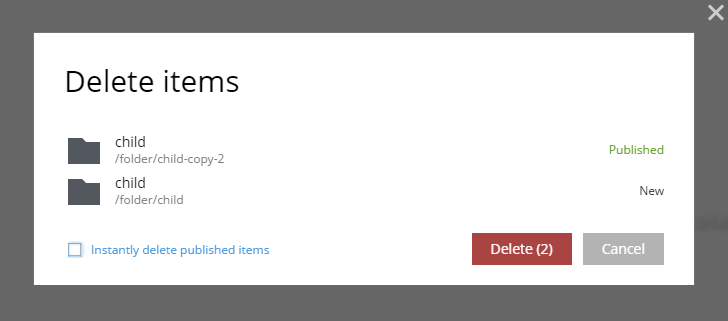 Delete items
child
/folder/child-copy-2
Published
child
/folder/child
New
Instantly delete published items
Delete (2)
Cancel